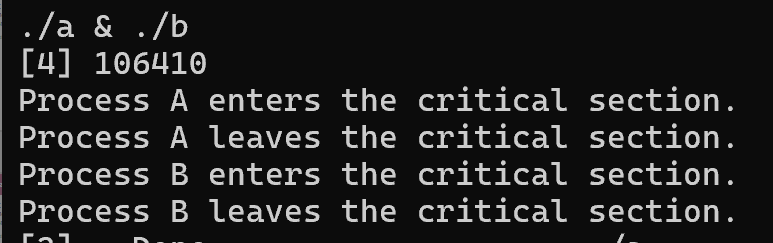 ./a & ./b
[4] 106410
Process A enters the critical section.
Process A leaves the critical section.
Process B enters the critical section.
Process B leaves the critical section.
Done